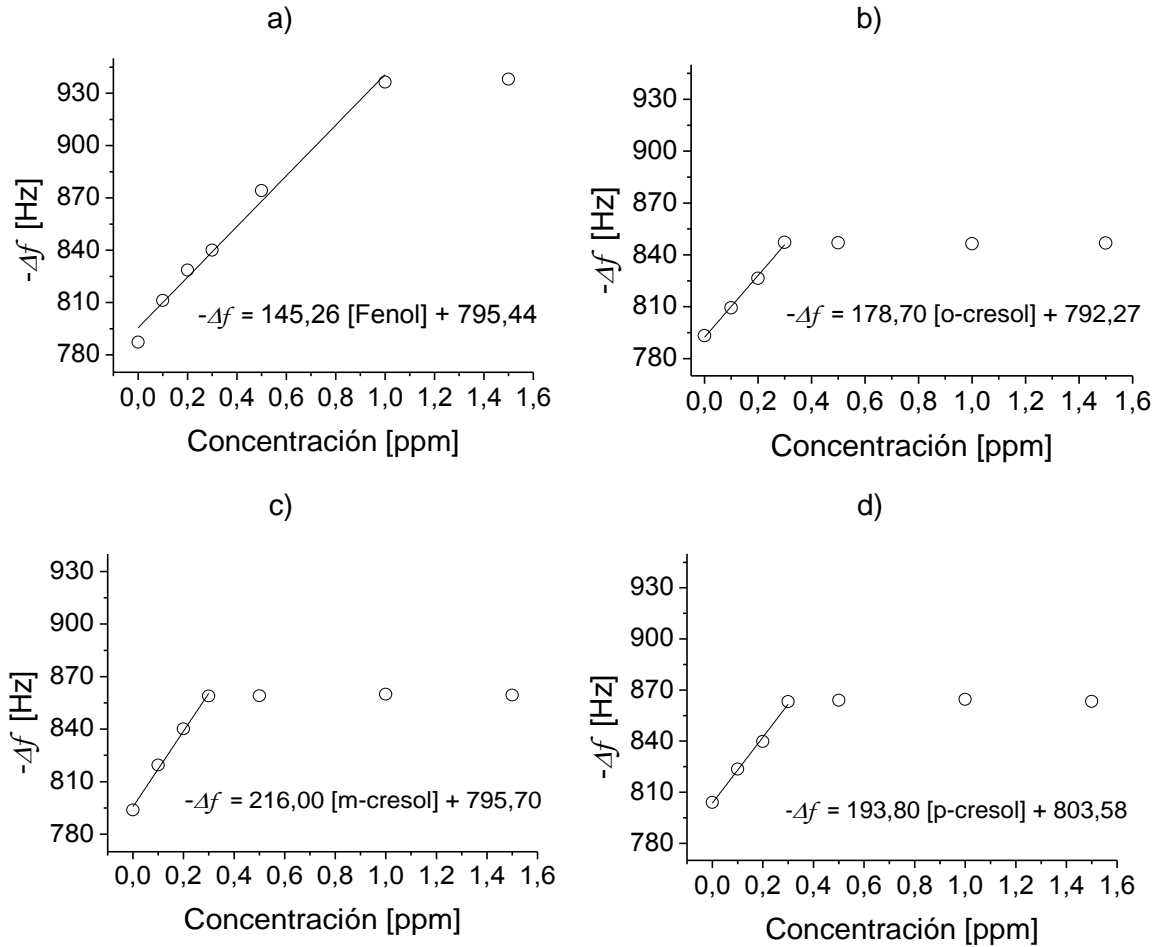 a)
930
900
870
840
810
780
-Δf [Hz]
-Δf = 145,26 [Fenol] + 795,44
0,0 0,2 0,4 0,6 0,8 1,0 1,2 1,4 1,6
Concentración [ppm]
b)
930
900
870
840
810
780
-Δf [Hz]
-Δf = 178,70 [o-cresol] + 792,27
0,0 0,2 0,4 0,6 0,8 1,0 1,2 1,4 1,6
Concentración [ppm]
c)
930
900
870
840
810
780
-Δf [Hz]
-Δf = 216,00 [m-cresol] + 795,70
0,0 0,2 0,4 0,6 0,8 1,0 1,2 1,4 1,6
Concentración [ppm]
d)
930
900
870
840
810
780
-Δf [Hz]
-Δf = 193,80 [p-cresol] + 803,58
0,0 0,2 0,4 0,6 0,8 1,0 1,2 1,4 1,6
Concentración [ppm]